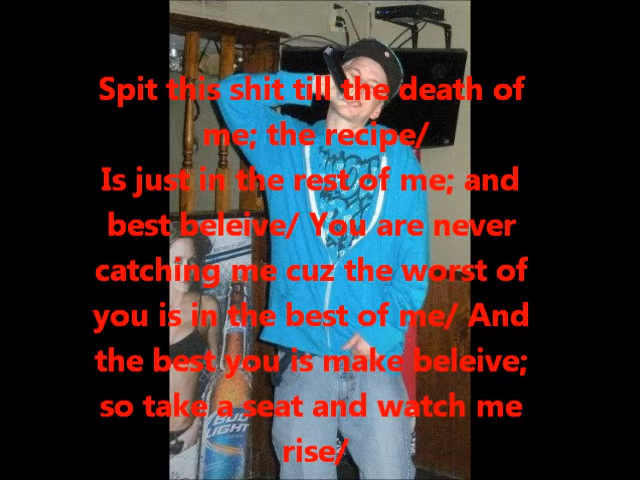 Spit this shit till the death of
me; the recipe/
Is just in the rest of me; and
best beleive/ You are never
catching me cuz the worst of
you is in the best of me/ And
the best you is make beleive;
so take a seat and watch me
rise/
BUD
LIGHT